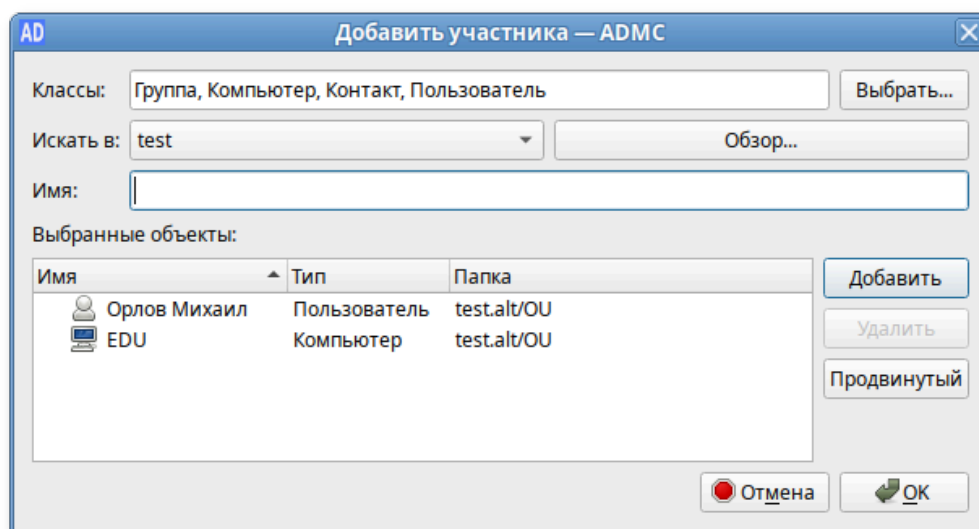 AD Добавить участника — ADMC
Классы: Группа, Компьютер, Контакт, Пользователь Выбрать...
Искать в: test Обзор...
Имя:
Выбранные объекты:
Имя Тип Папка Добавить
Орлов Михаил Пользователь test.alt/OU
EDU Компьютер test.alt/OU Удалить
Продвинутый
Отмена OK